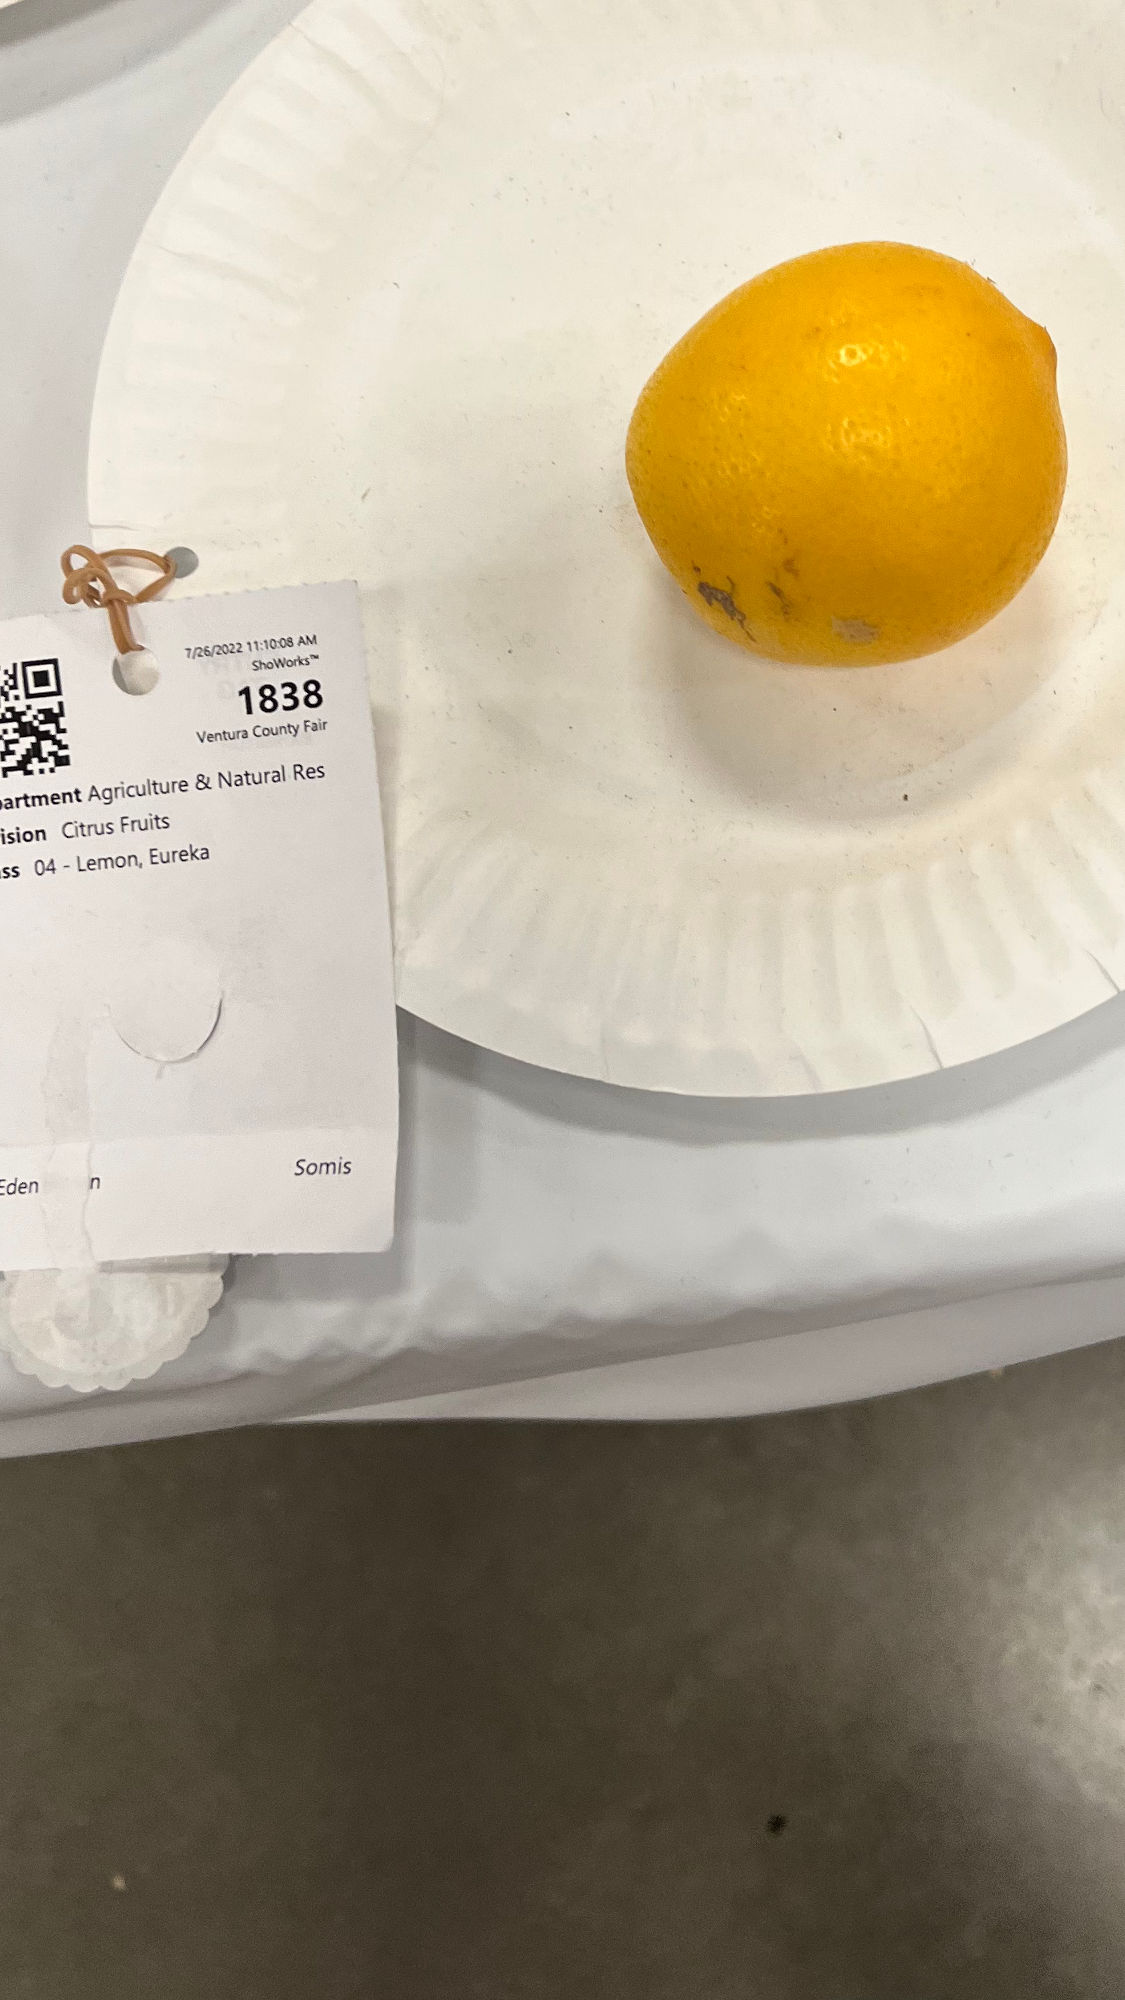 7/26/2022 11:10:08 AM
ShoWorks™
1838
Ventura County Fair
partment Agriculture & Natural Res
ision Citrus Fruits
ss 04 - Lemon, Eureka
Eden n Somis